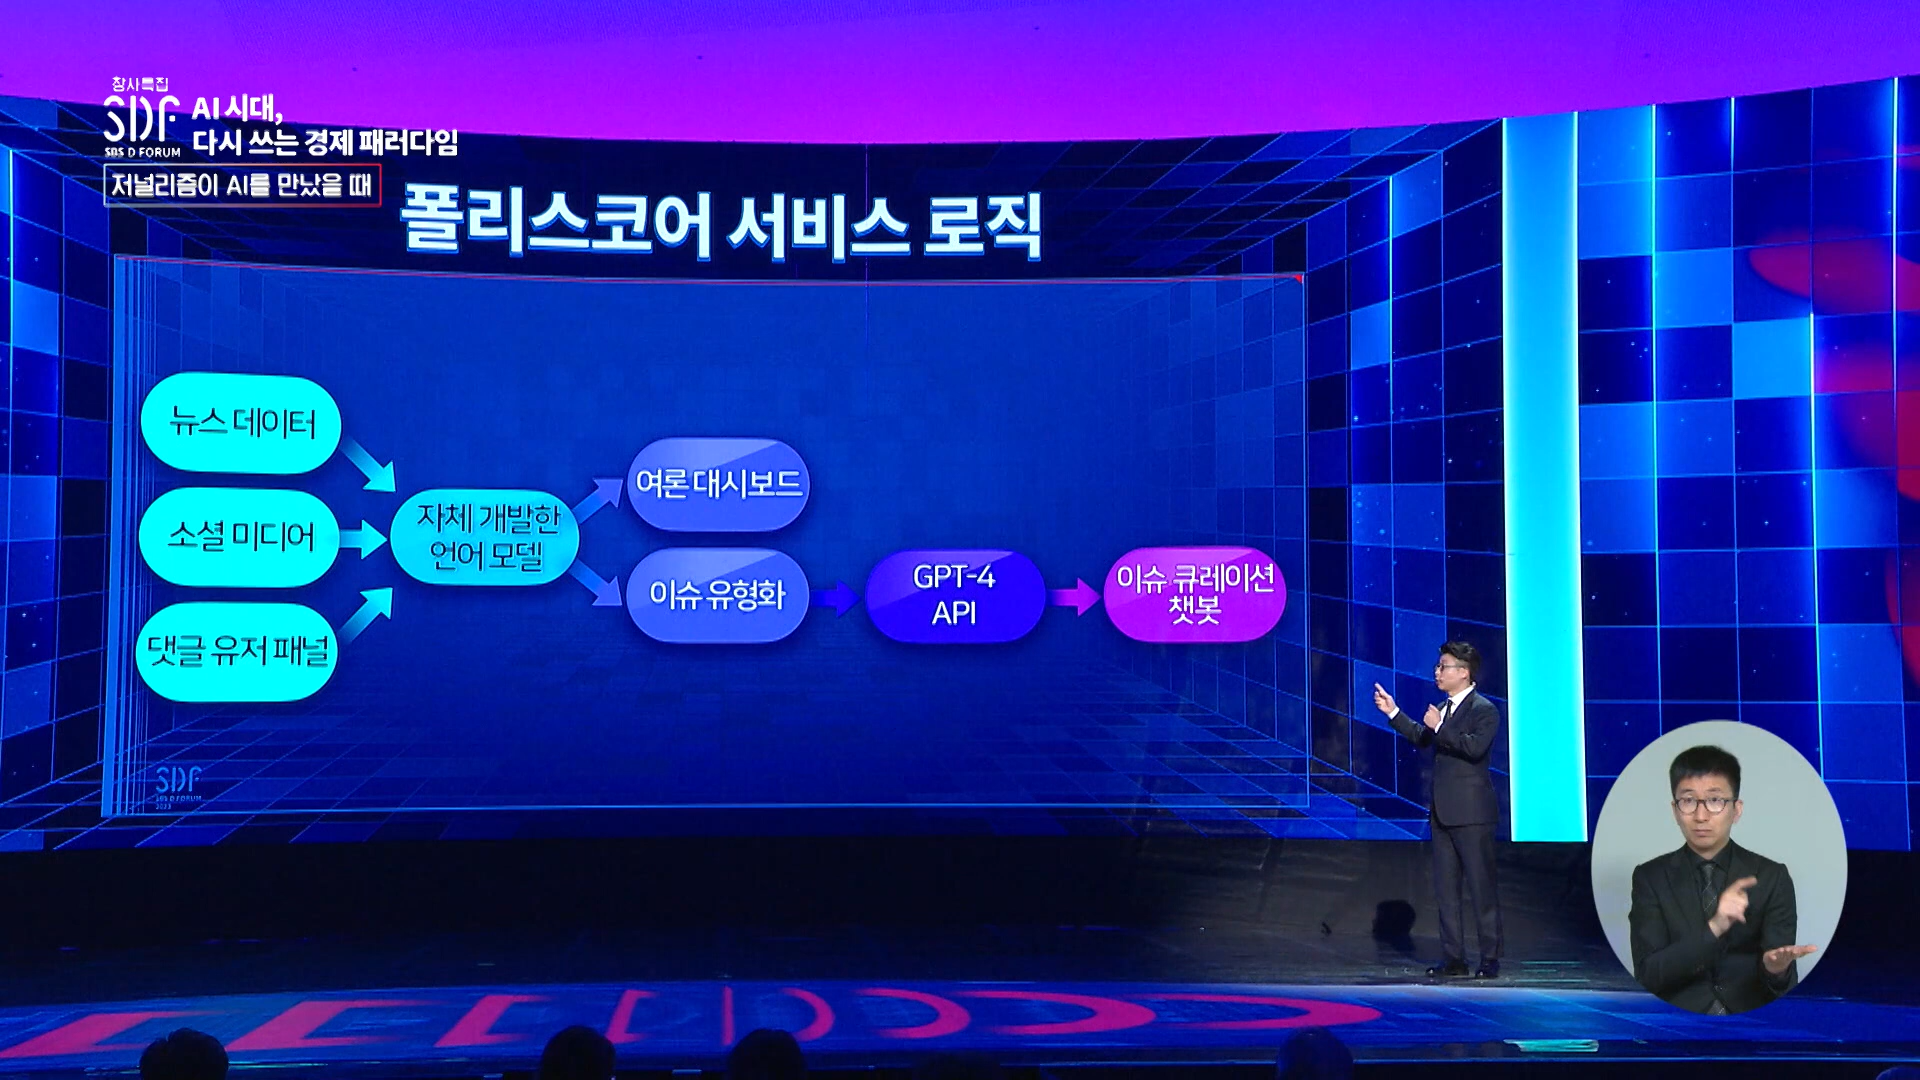 창사특집
SDF
SBS D FORUM
AI 시대,
다시 쓰는 경제 패러다임
저널리즘이 AI를 만났을 때
폴리스코어 서비스 로직
뉴스 데이터
소셜 미디어
댓글 유저 패널
자체 개발한
언어 모델
여론 대시보드
이슈 유형화
GPT-4
API
이슈 큐레이션
챗봇
SDF
SBS D FORUM
2023